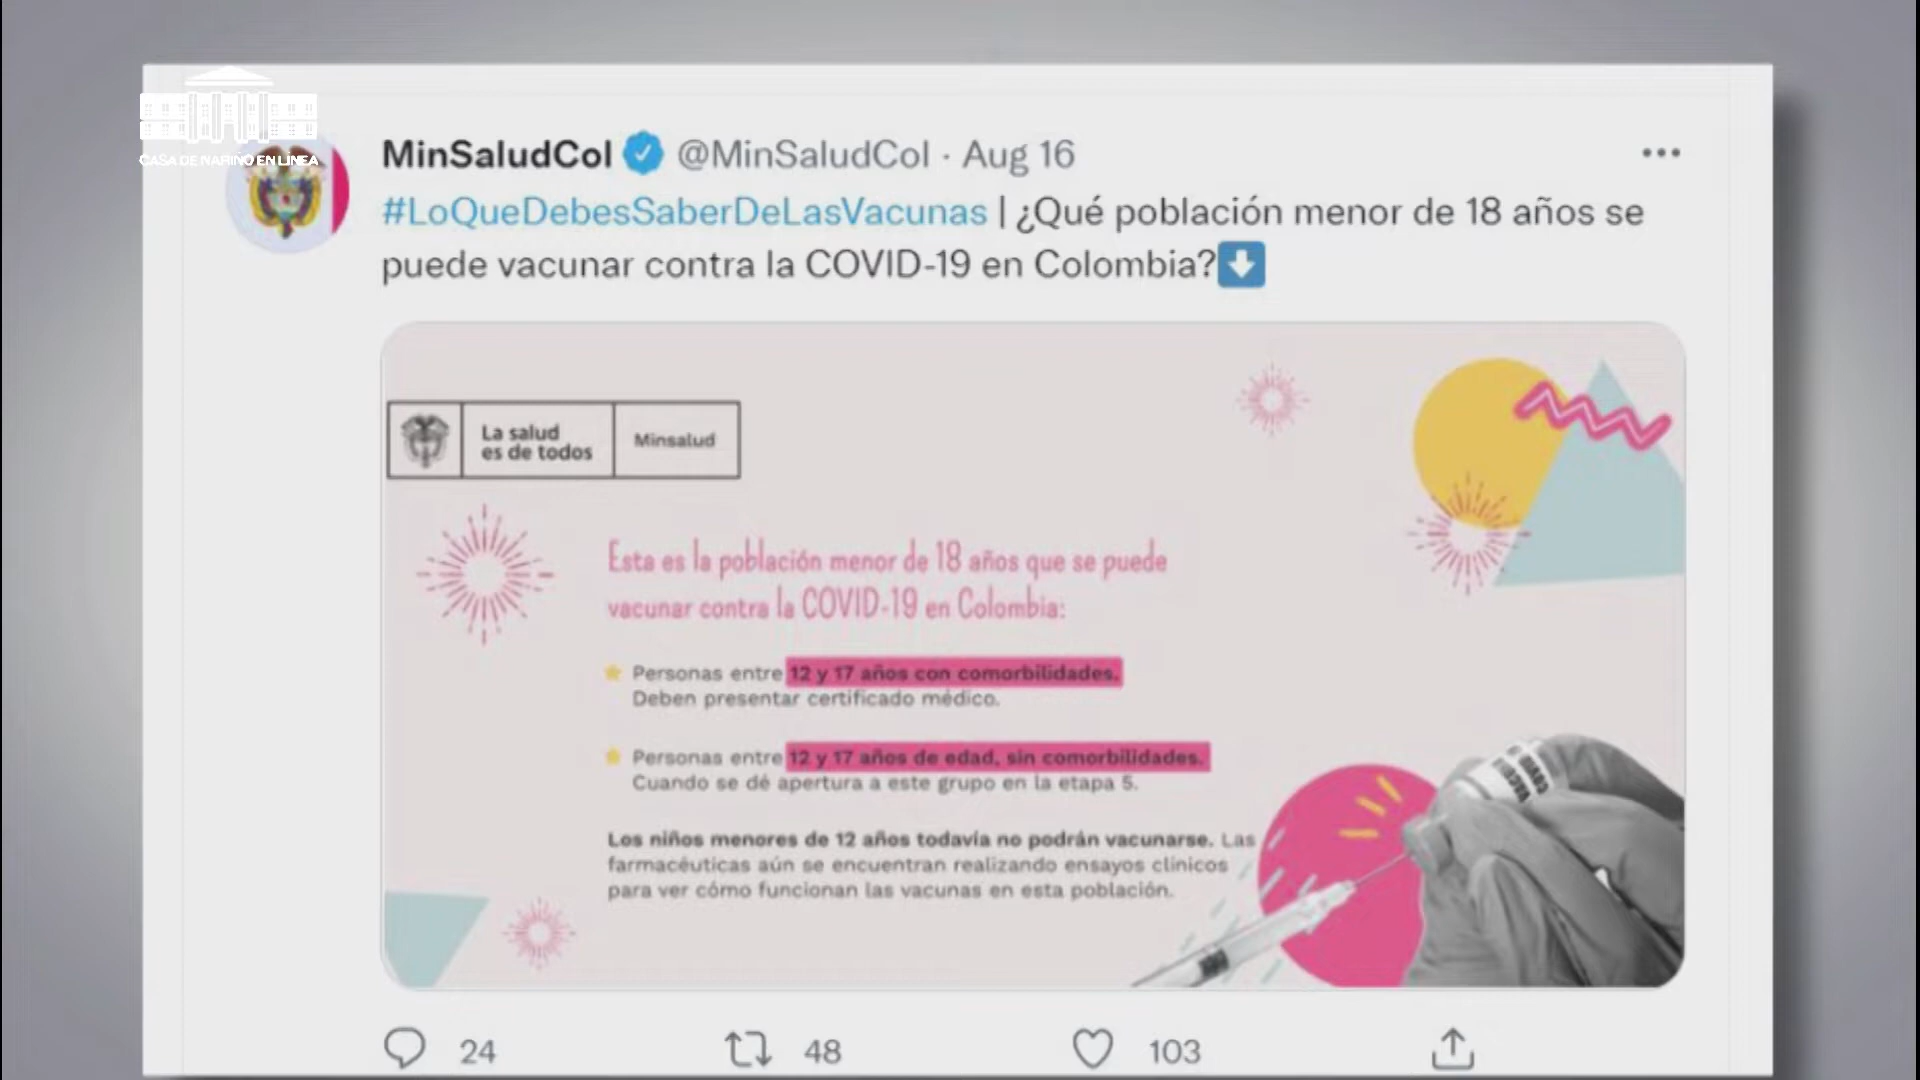 CASA DE NARIÑO EN LÍNEA
MinSaludCol @MinSaludCol · Aug 16
#LoQueDebesSaberDeLasVacunas | ¿Qué población menor de 18 años se
puede vacunar contra la COVID-19 en Colombia?
La salud
es de todos
Minsalud
Esta es la población menor de 18 años que se puede
vacunar contra la COVID-19 en Colombia:
Personas entre 12 y 17 años con comorbilidades.
Deben presentar certificado médico.
Personas entre 12 y 17 años de edad, sin comorbilidades.
Cuando se dé apertura a este grupo en la etapa 5.
Los niños menores de 12 años todavía no podrán vacunarse. Las
farmacéuticas aún se encuentran realizando ensayos clínicos
para ver cómo funcionan las vacunas en esta población.
VACUNA
COVID
24 48 103